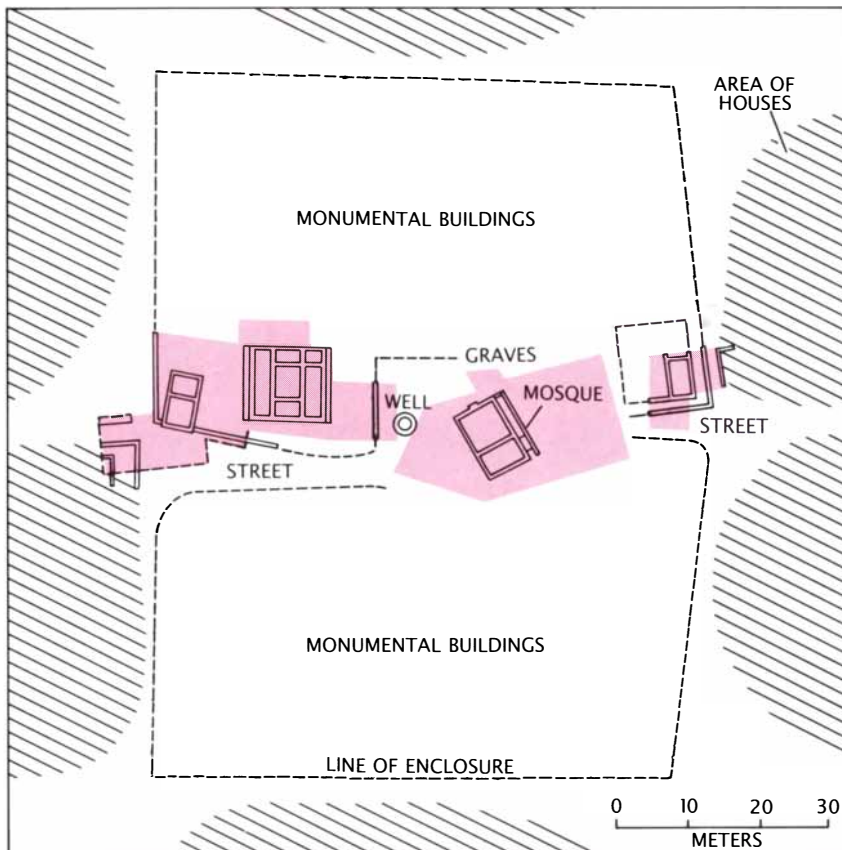 AREA OF
HOUSES
MONUMENTAL BUILDINGS
GRAVES
MOSQUE
WELL
STREET
STREET
MONUMENTAL BUILDINGS
LINE OF ENCLOSURE
0 10 20 30
METERS